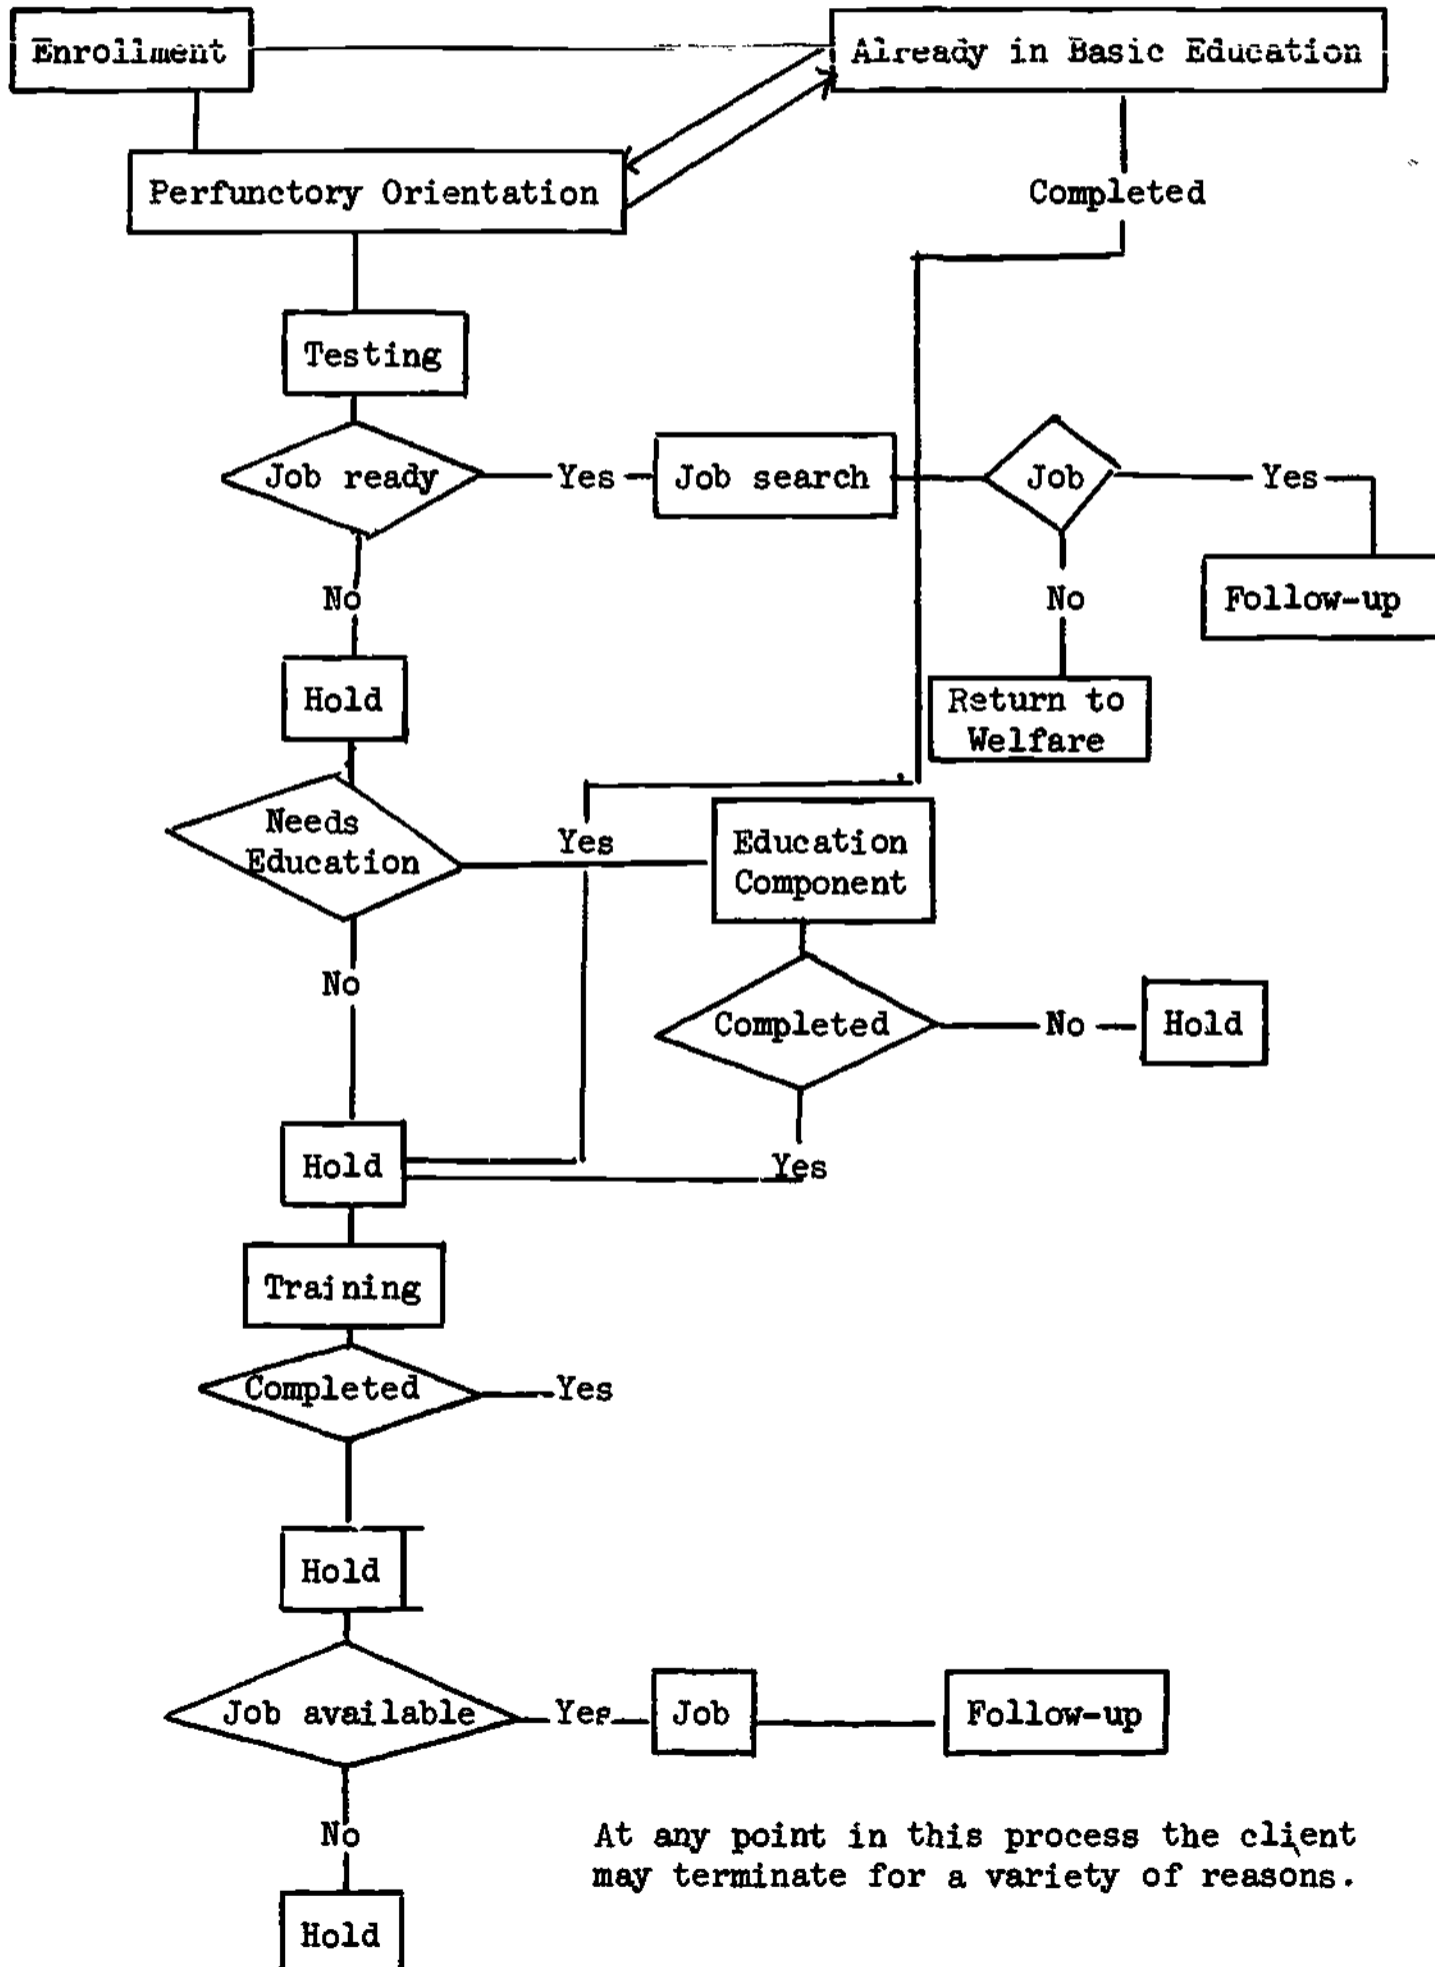 Enrollment
Already in Basic Education
Perfunctory Orientation
Completed
Testing
Job ready
Yes
Job search
Job
Yes
No
No
Follow-up
Hold
Return to
Welfare
Needs
Education
Yes
Education
Component
No
Completed
No
Hold
Hold
Yes
Training
Completed
Yes
Hold
Job available
Yes
Job
Follow-up
No
At any point in this process the client
may terminate for a variety of reasons.
Hold